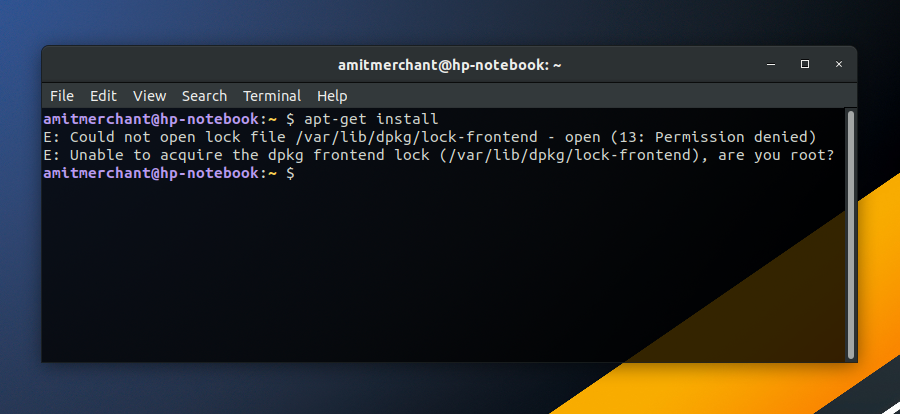 amitmerchant@hp-notebook: ~
File Edit View Search Terminal Help
amitmerchant@hp-notebook:~ $ apt-get install
E: Could not open lock file /var/lib/dpkg/lock-frontend - open (13: Permission denied)
E: Unable to acquire the dpkg frontend lock (/var/lib/dpkg/lock-frontend), are you root?
amitmerchant@hp-notebook:~ $